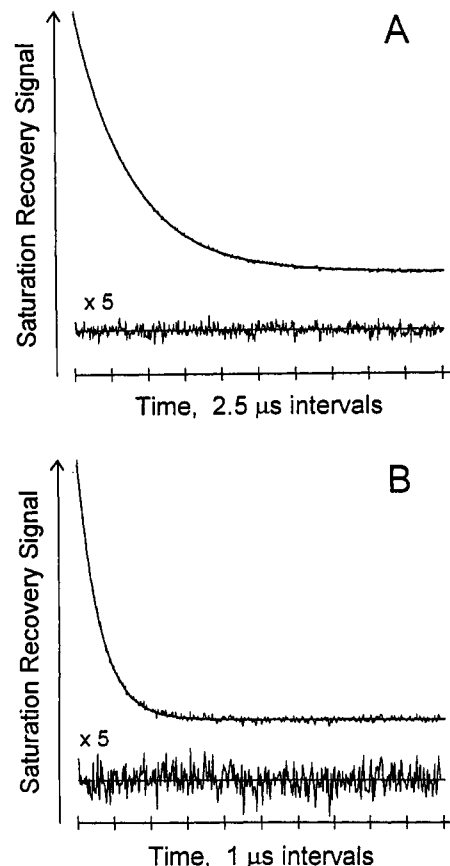 A
Saturation Recovery Signal
x 5
Time, 2.5 µs intervals
B
Saturation Recovery Signal
x 5
Time, 1 µs intervals